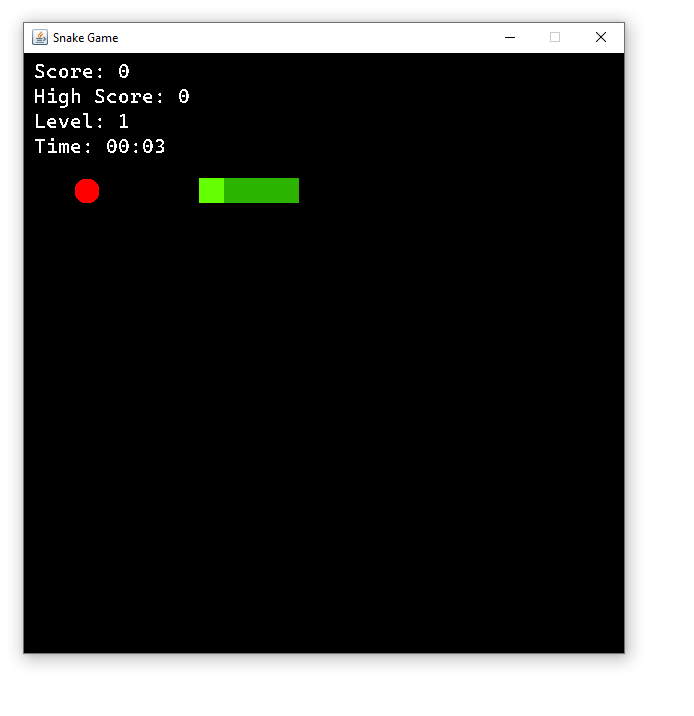 Snake Game
Score: 0
High Score: 0
Level: 1
Time: 00:03